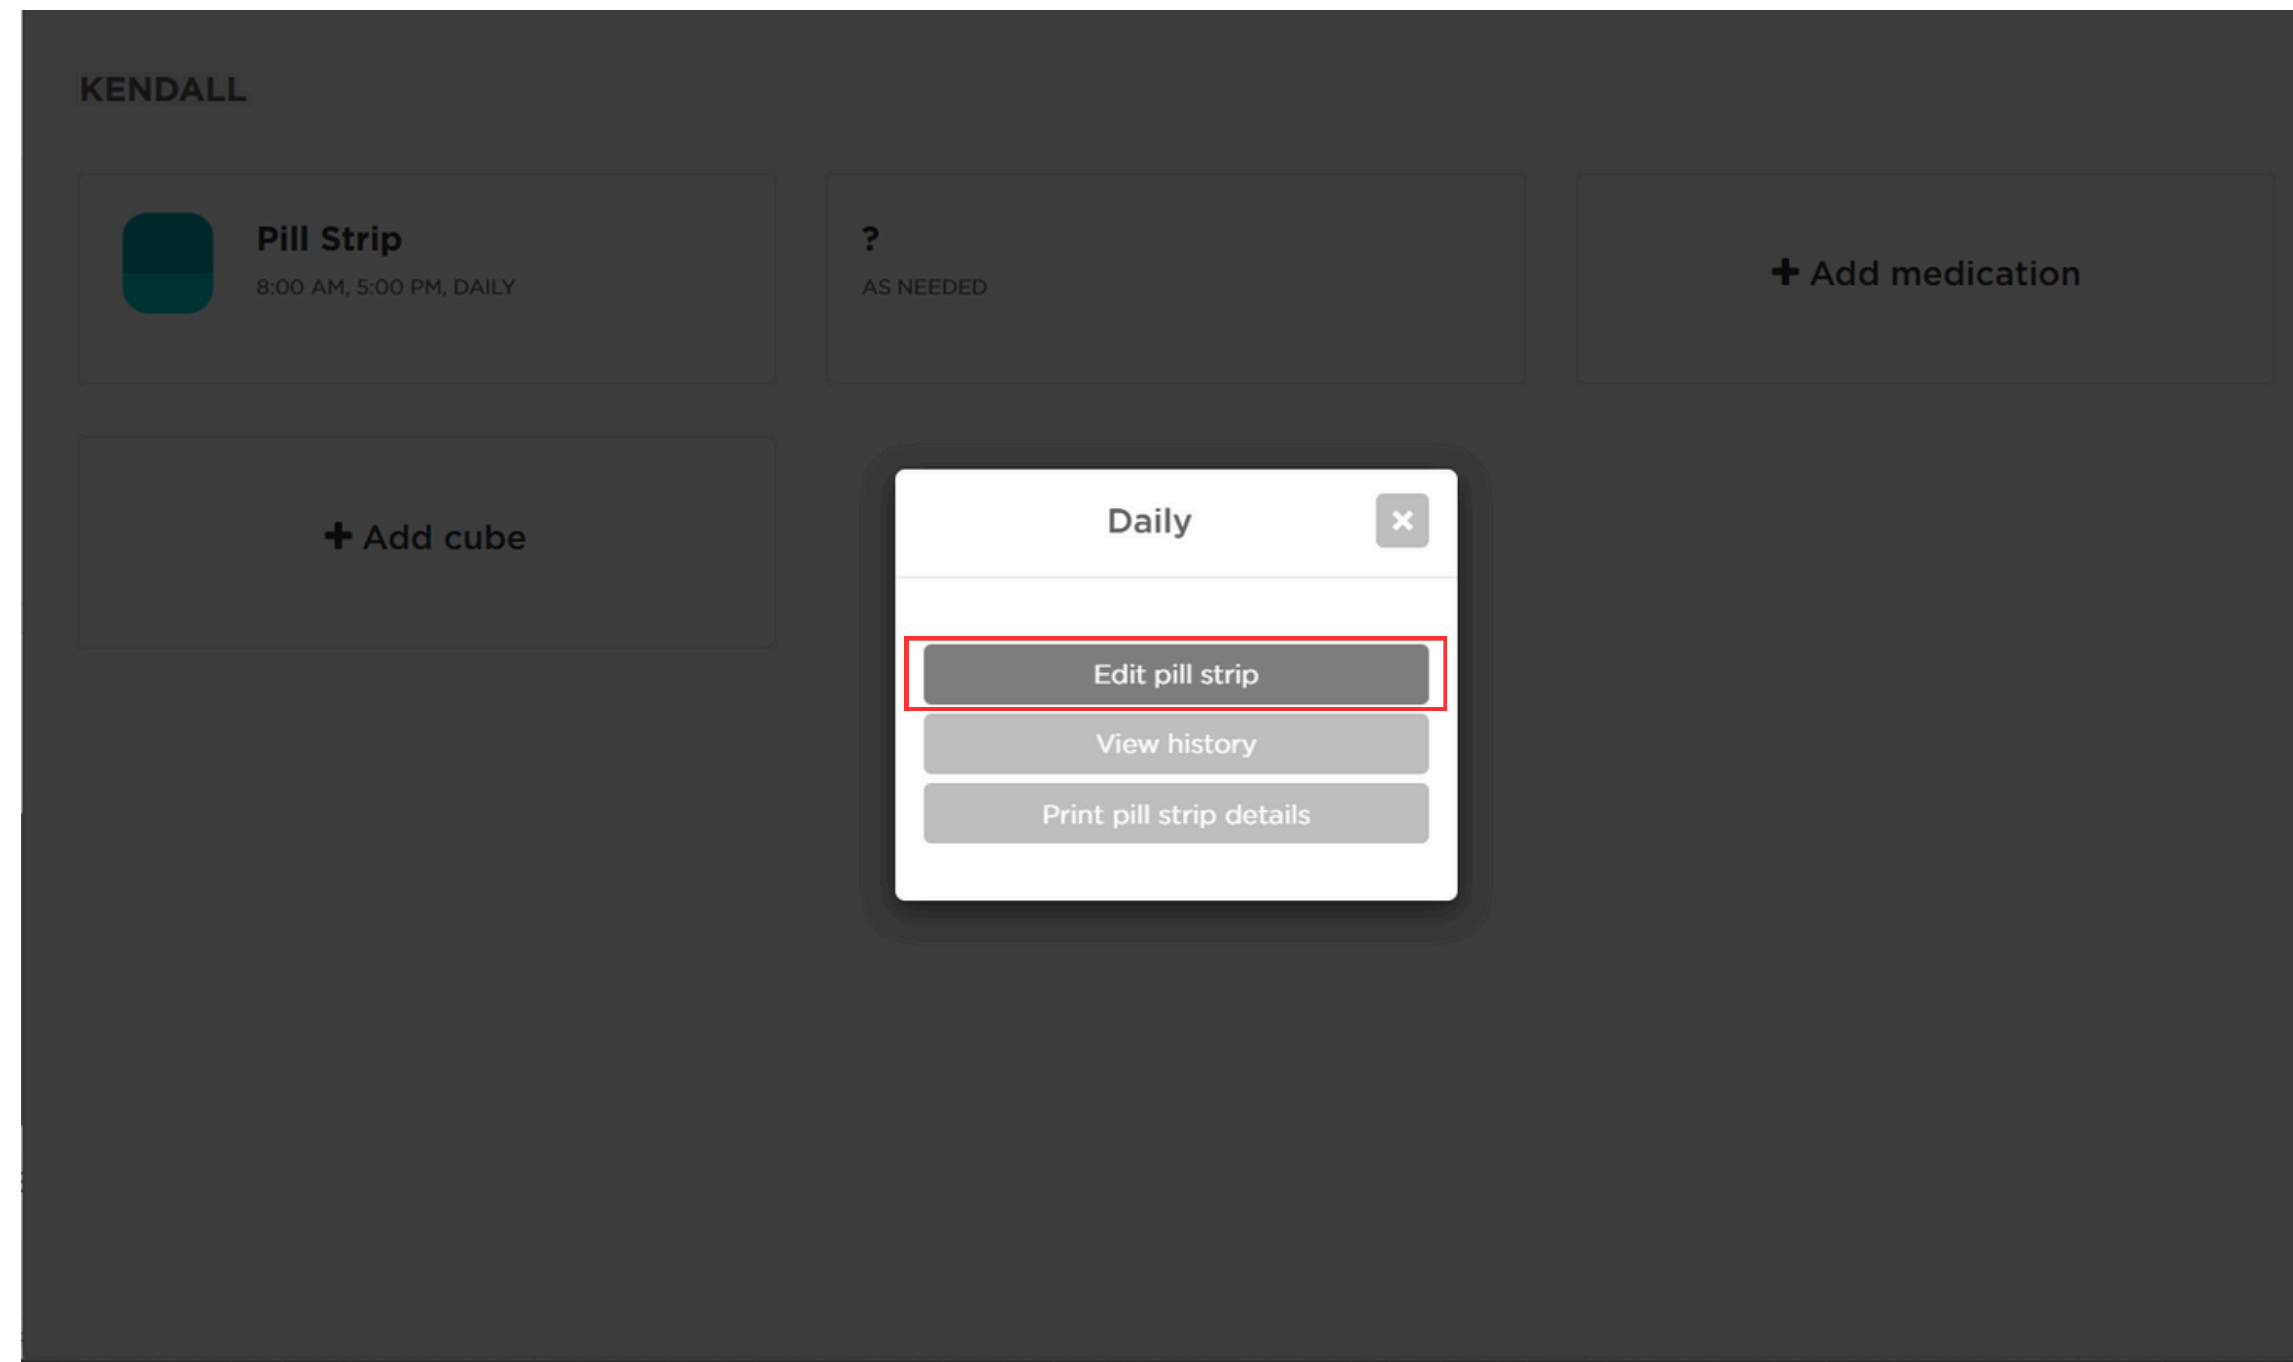 KENDALL
Pill Strip
8:00 AM, 5:00 PM, DAILY
?
AS NEEDED
+ Add medication
+ Add cube
Daily
×
Edit pill strip
View history
Print pill strip details